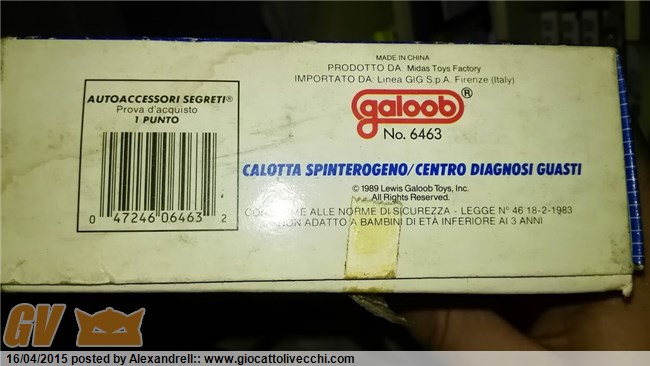 MADE IN CHINA
PRODOTTO DA: Midas Toys Factory
IMPORTATO DA: Linea GIG S.p.A. Firenze (Italy)
AUTOACCESSORI SEGRETI®
Prova d'acquisto
1 PUNTO
0 47246 06463 2
galoob®
No. 6463
CALOTTA SPINTEROGENO/CENTRO DIAGNOSI GUASTI
© 1989 Lewis Galoob Toys, Inc.
All Rights Reserved.
ALLE NORME DI SICUREZZA - LEGGE N° 46 18-2-1983
NON ADATTO A BAMBINI DI ETÀ INFERIORE AI 3 ANNI
GV
16/04/2015 posted by Alexandrell:: www.giocattolivecchi.com